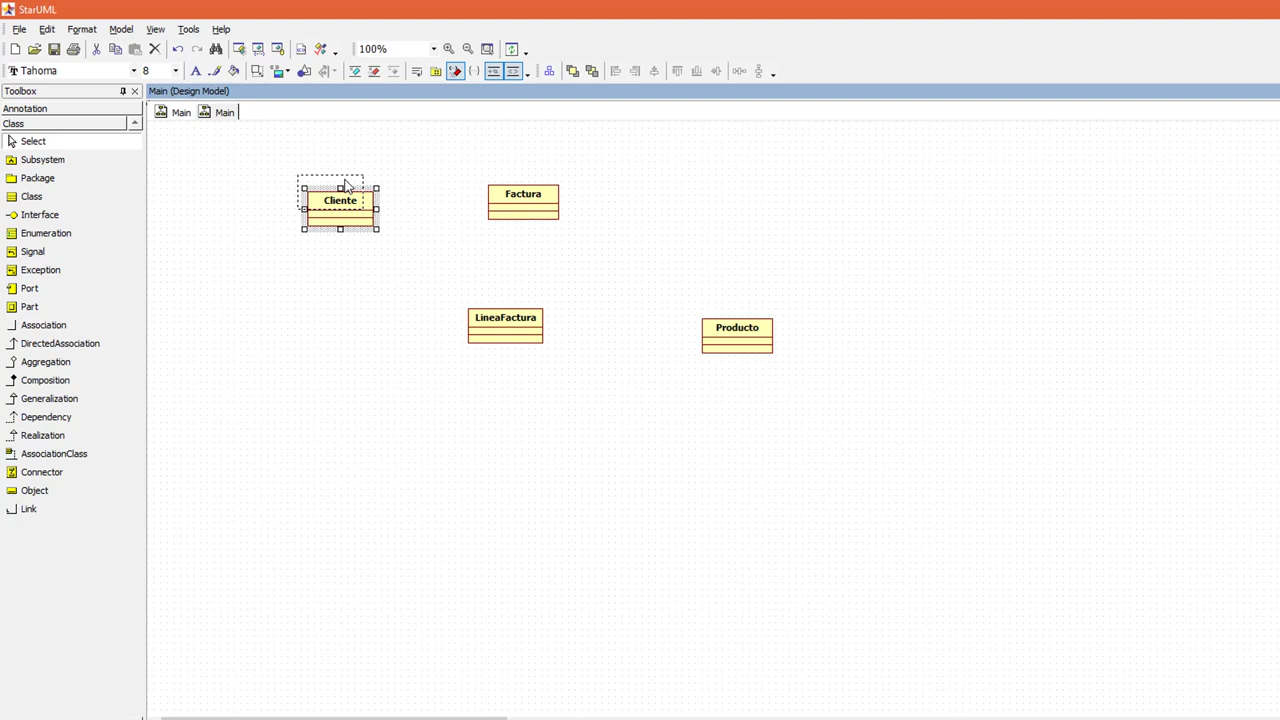 StarUML
File Edit Format Model View Tools Help
100%
Tahoma 8
Toolbox
Main (Design Model)
Annotation
Main Main
Class
Select
Subsystem
Package
Class
Interface
Enumeration
Signal
Exception
Port
Part
Association
DirectedAssociation
Aggregation
Composition
Generalization
Dependency
Realization
AssociationClass
Connector
Object
Link
Cliente
Factura
LineaFactura
Producto